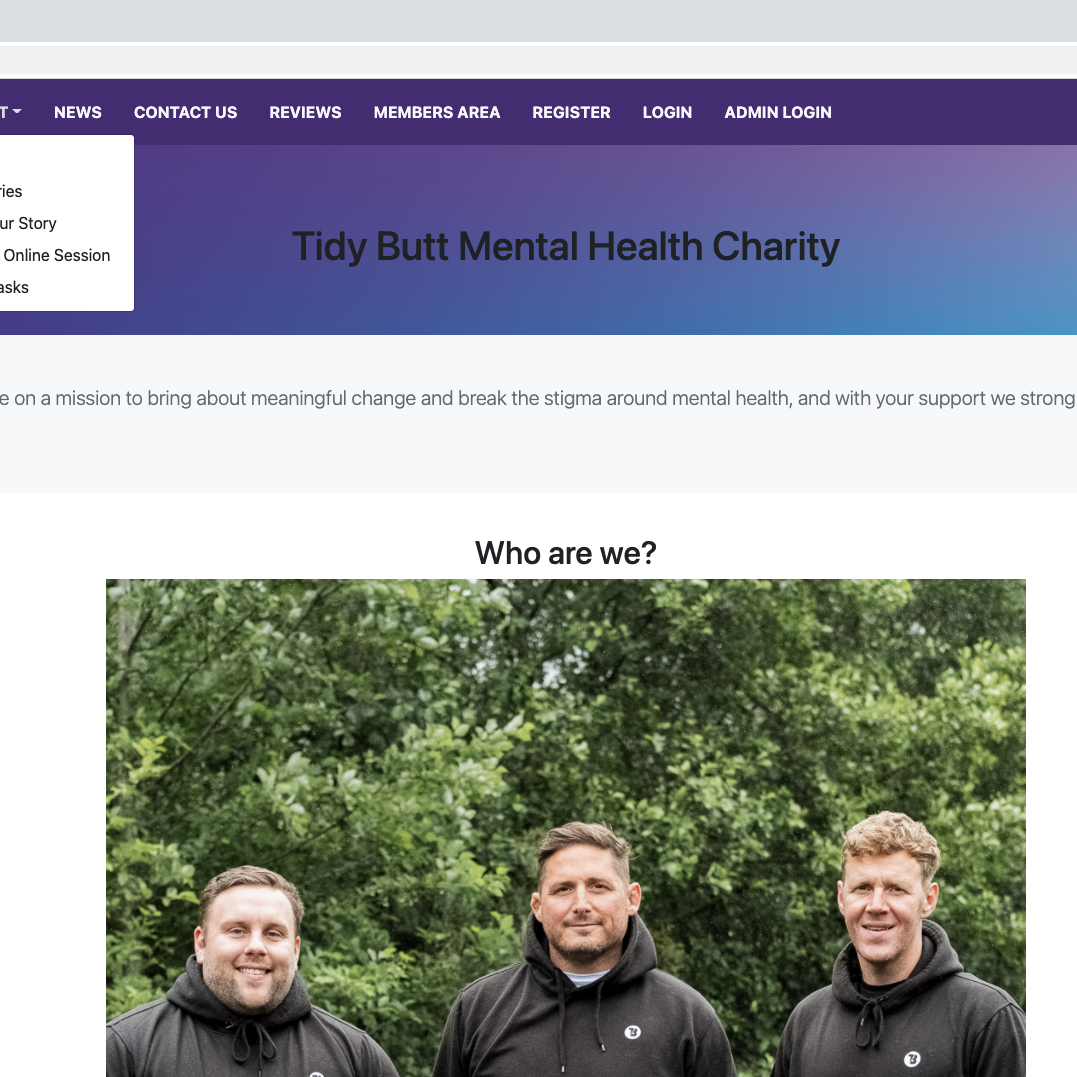 T NEWS CONTACT US REVIEWS MEMBERS AREA REGISTER LOGIN ADMIN LOGIN
ries
ur Story
Online Session
asks
Tidy Butt Mental Health Charity
e on a mission to bring about meaningful change and break the stigma around mental health, and with your support we strong
Who are we?